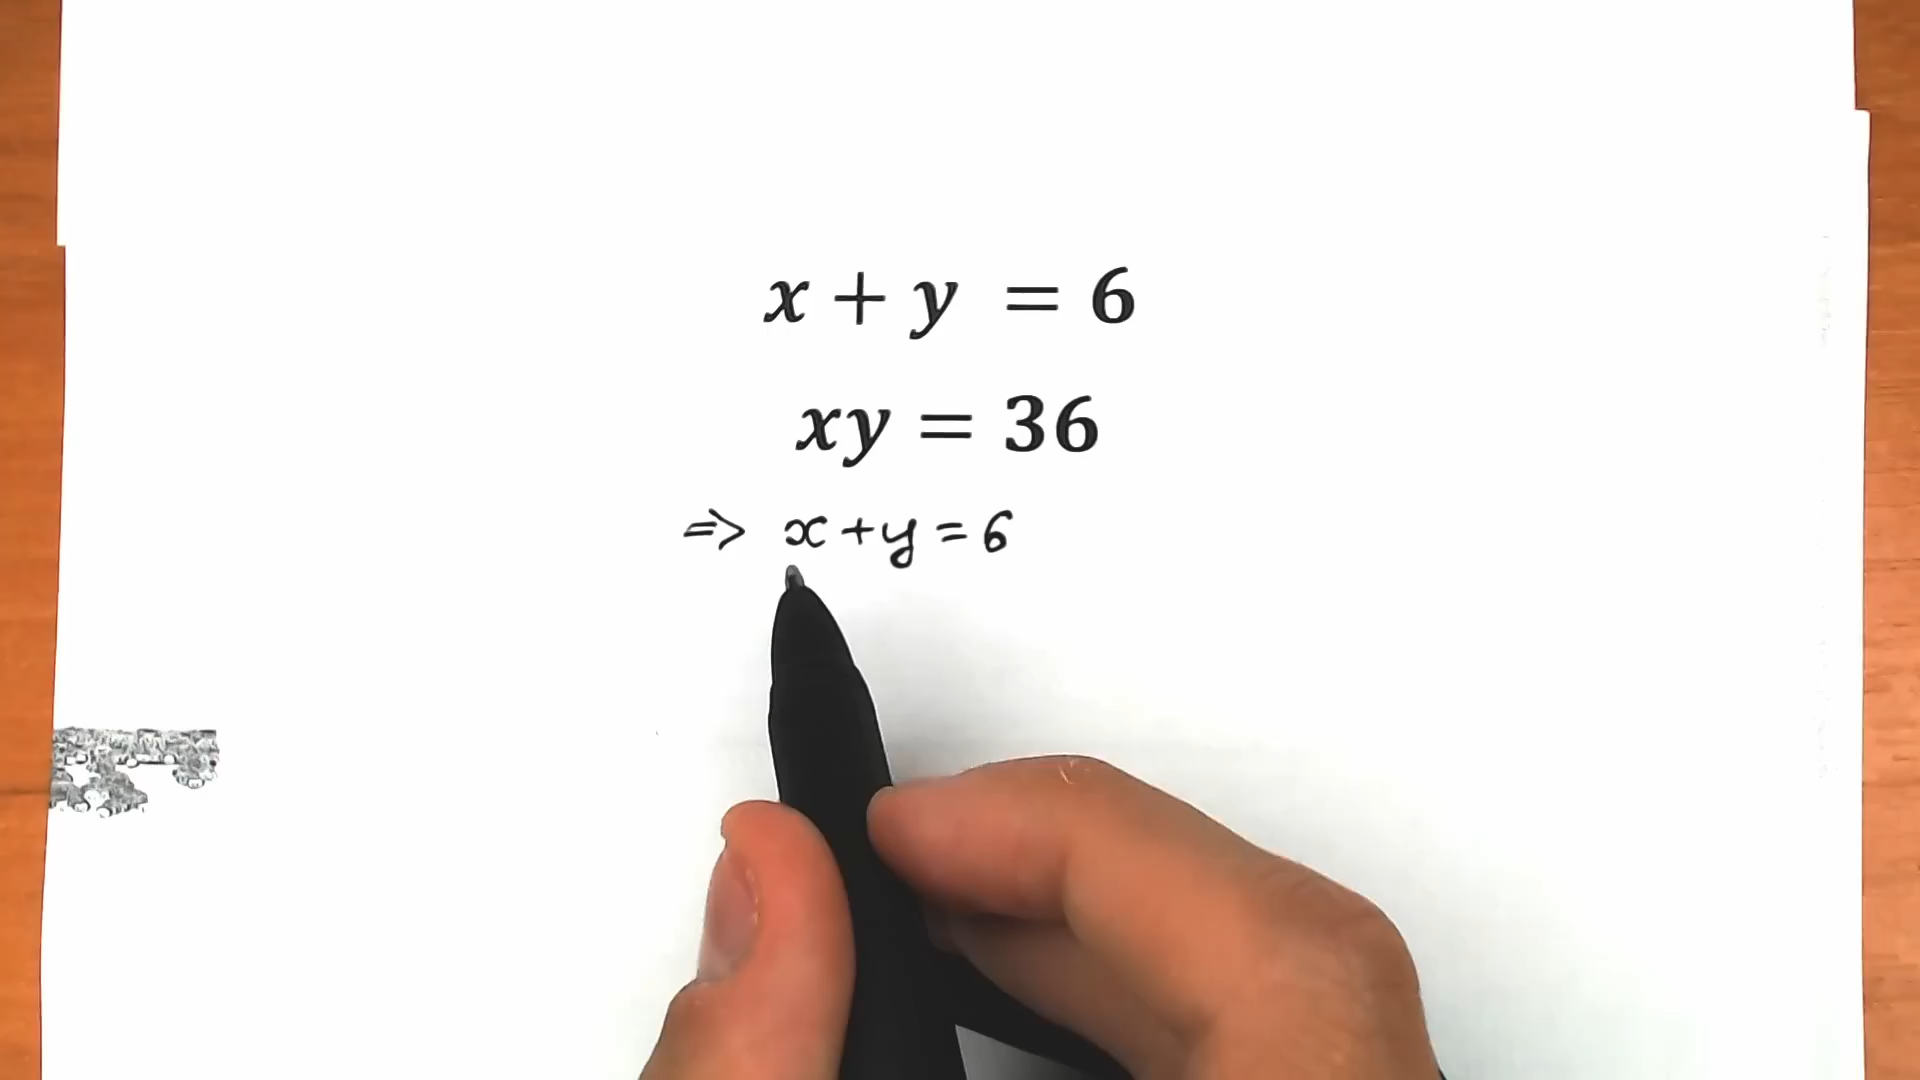 x + y = 6
xy = 36
⇒ x + y = 6